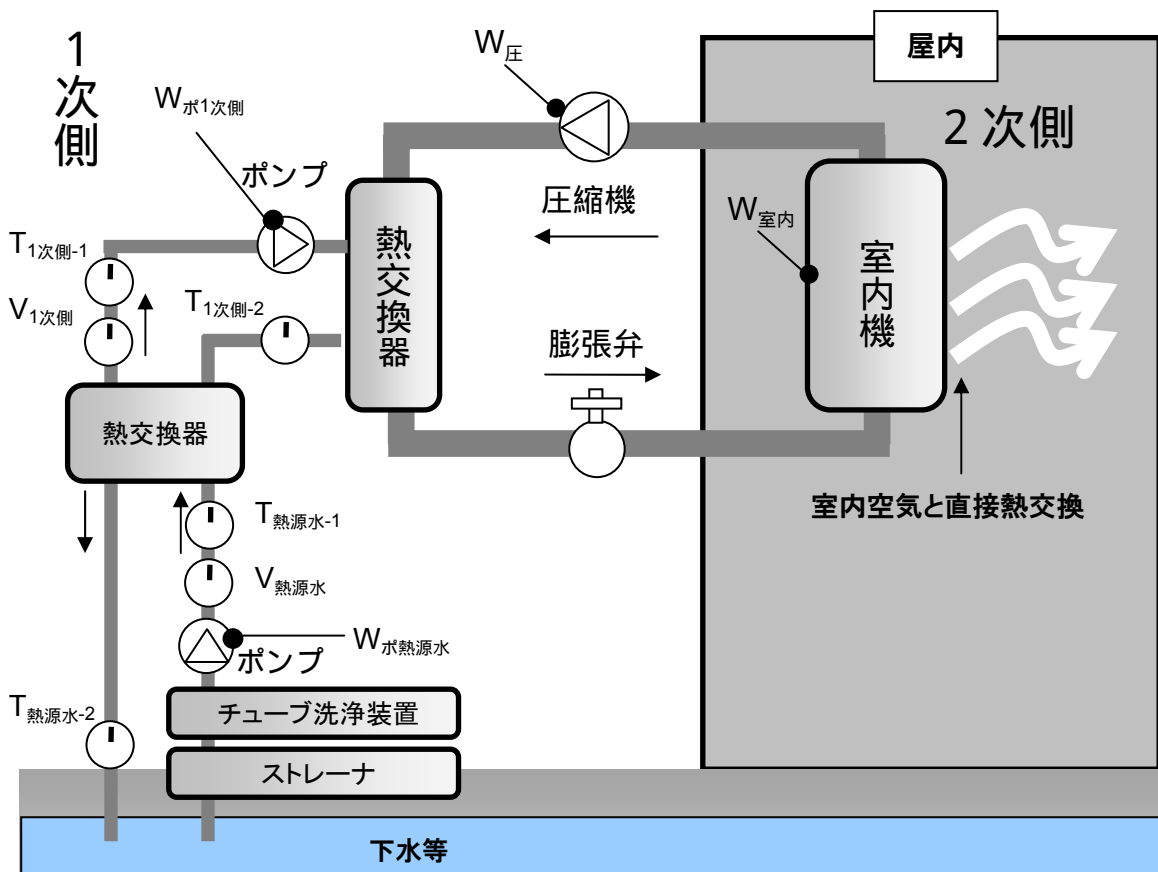 1次側
W圧
屋内
2 次側
Wポ1次側
ポンプ
圧縮機
熱交換器
W室内
室内機
T1次側-1
T1次側-2
V1次側
膨張弁
熱交換器
室内空気と直接熱交換
T熱源水-1
V熱源水
Wポ熱源水
ポンプ
T熱源水-2
チューブ洗浄装置
ストレーナ
下水等